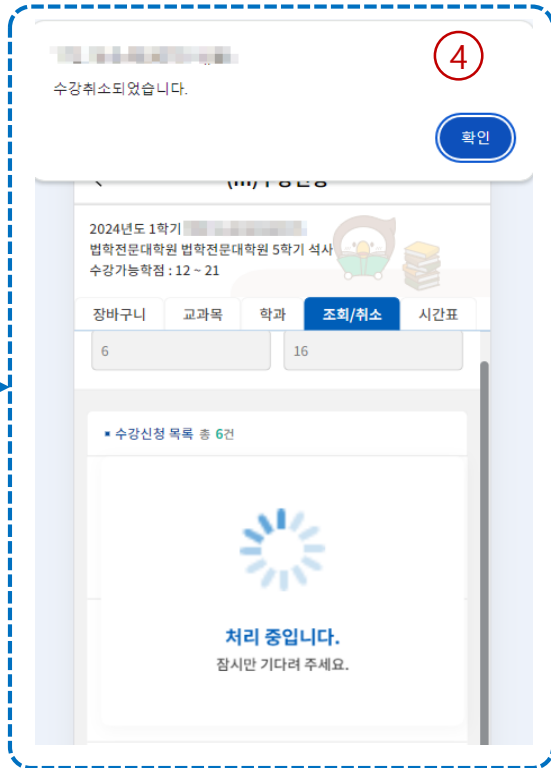 ④
수강취소되었습니다.
확인
2024년도 1학기
법학전문대학원 법학전문대학원 5학기 석사
수강가능학점 : 12 ~ 21
장바구니 교과목 학과 조회/취소 시간표
6 16
▪ 수강신청 목록 총 6건
처리 중입니다.
잠시만 기다려 주세요.